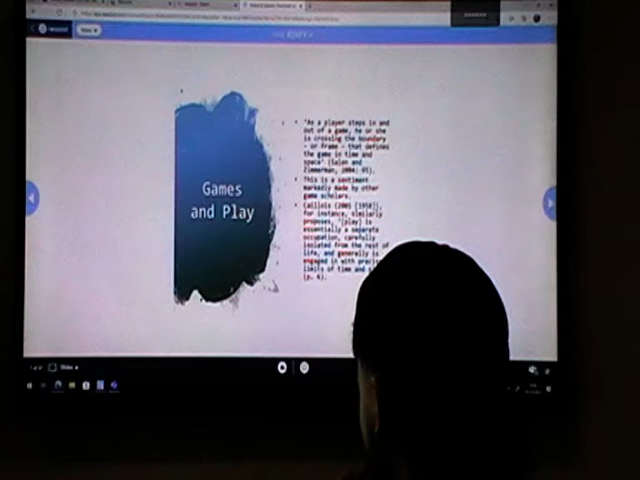 Games
and Play
• 'As a player steps in and
out of a game, he or she
is crossing the boundary
– or frame – that defines
the game in time and
space' (Salen and
Zimmerman, 2004: 95).
• This is a sentiment
markedly made by other
game scholars.
• Caillois (2001 [1958]),
for instance, similarly
proposes, '[play] is
essentially a separate
occupation, carefully
isolated from the rest of
life, and generally is
engaged in with precise
limits of time and
(p. 6).